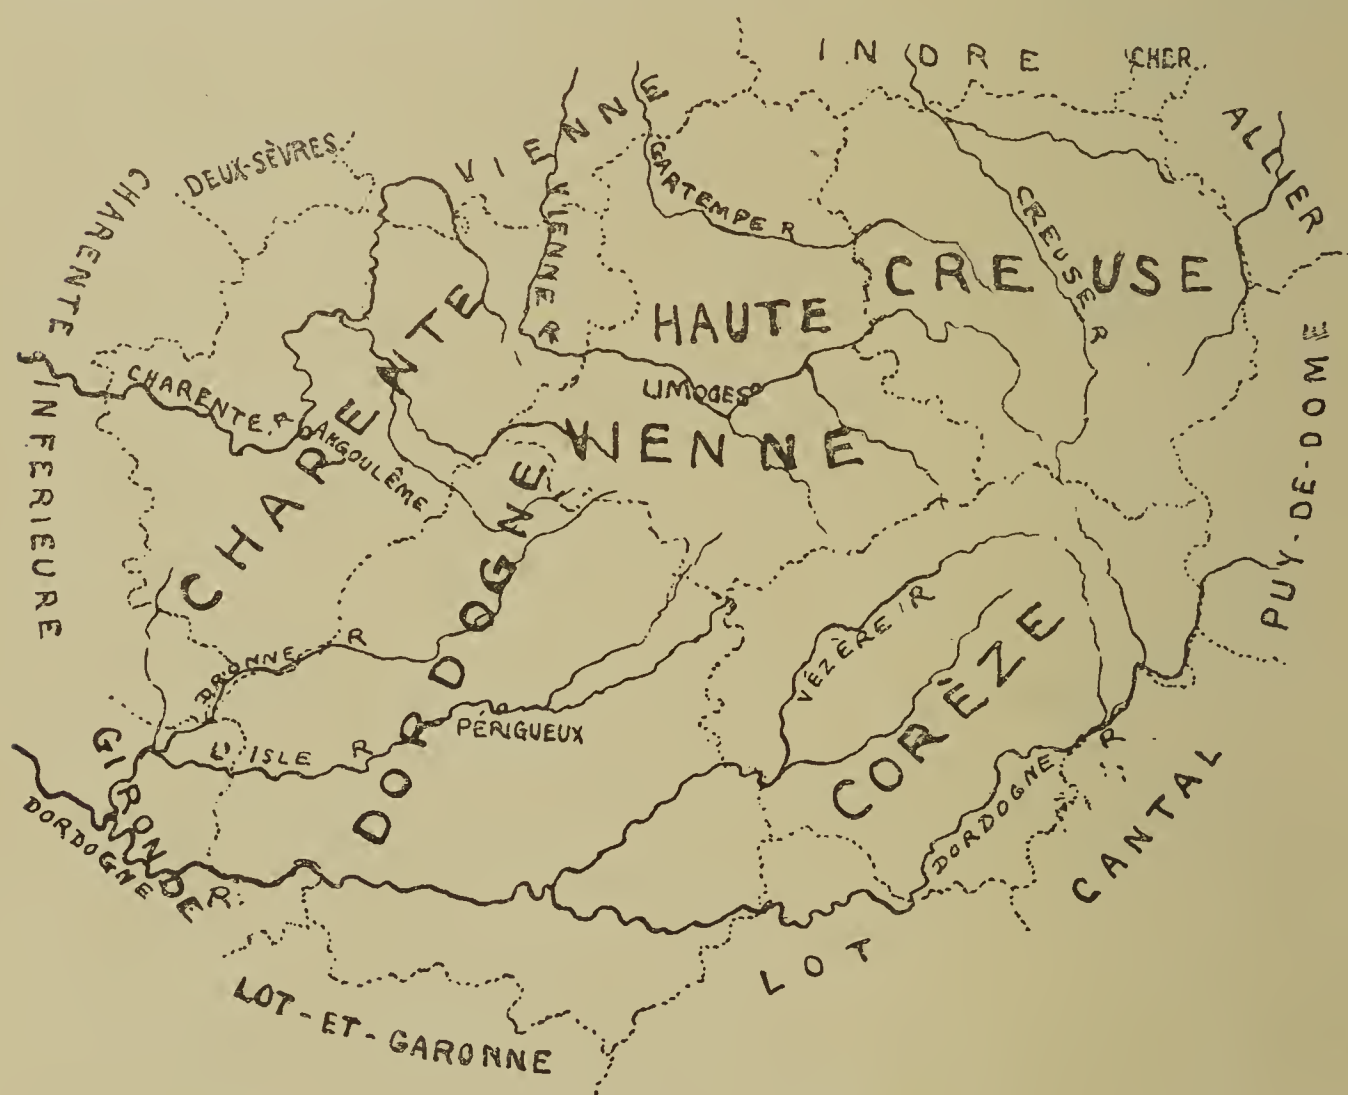 INDRE
CHER
ALLIER
VIENNE
DEUX-SÈVRES
CHARENTE INFERIEURE
VIENNE R
GARTEMPE R
CREUSE R
CREUSE
HAUTE
VIENNE
LIMOGES
CHARENTE R
ANGOULÊME
CHARENTE
PUY-DE-DOME
DORDOGNE
DRONNE R
L'ISLE R
PÉRIGUEUX
VÉZÈRE R
CORÈZE
GIRONDE
DORDOGNE R
DORDOGNE R
CANTAL
LOT
LOT-ET-GARONNE